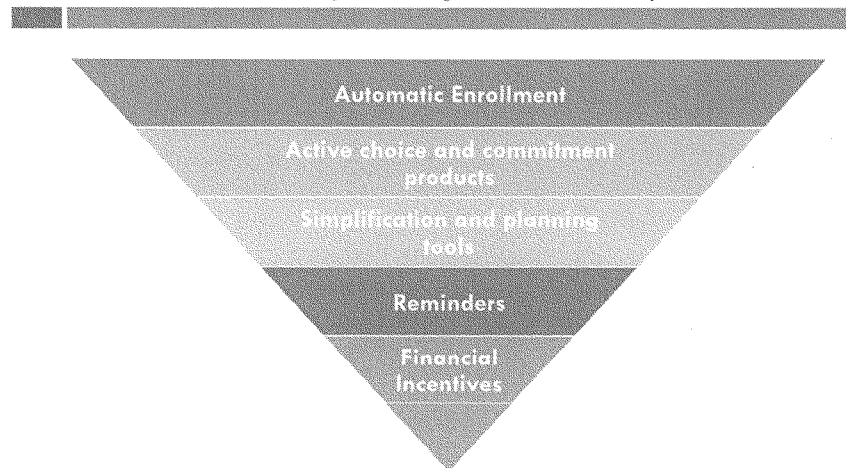 Automatic Enrollment
Active choice and commitment
products
Simplification and planning
tools
Reminders
Financial
Incentives